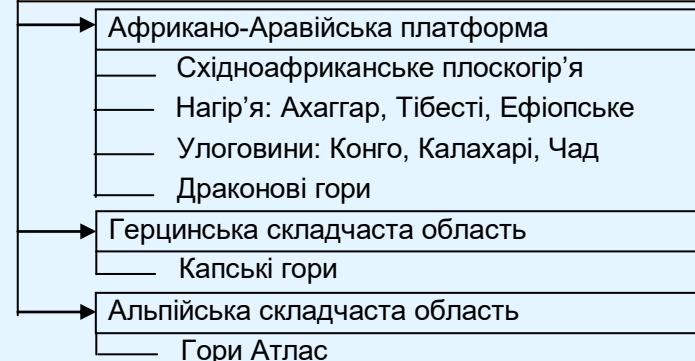 Африкано-Аравійська платформа
Східноафриканське плоскогір’я
Нагір’я: Ахаггар, Тібесті, Ефіопське
Улоговини: Конго, Калахарі, Чад
Драконові гори
Герцинська складчаста область
Капські гори
Альпійська складчаста область
Гори Атлас